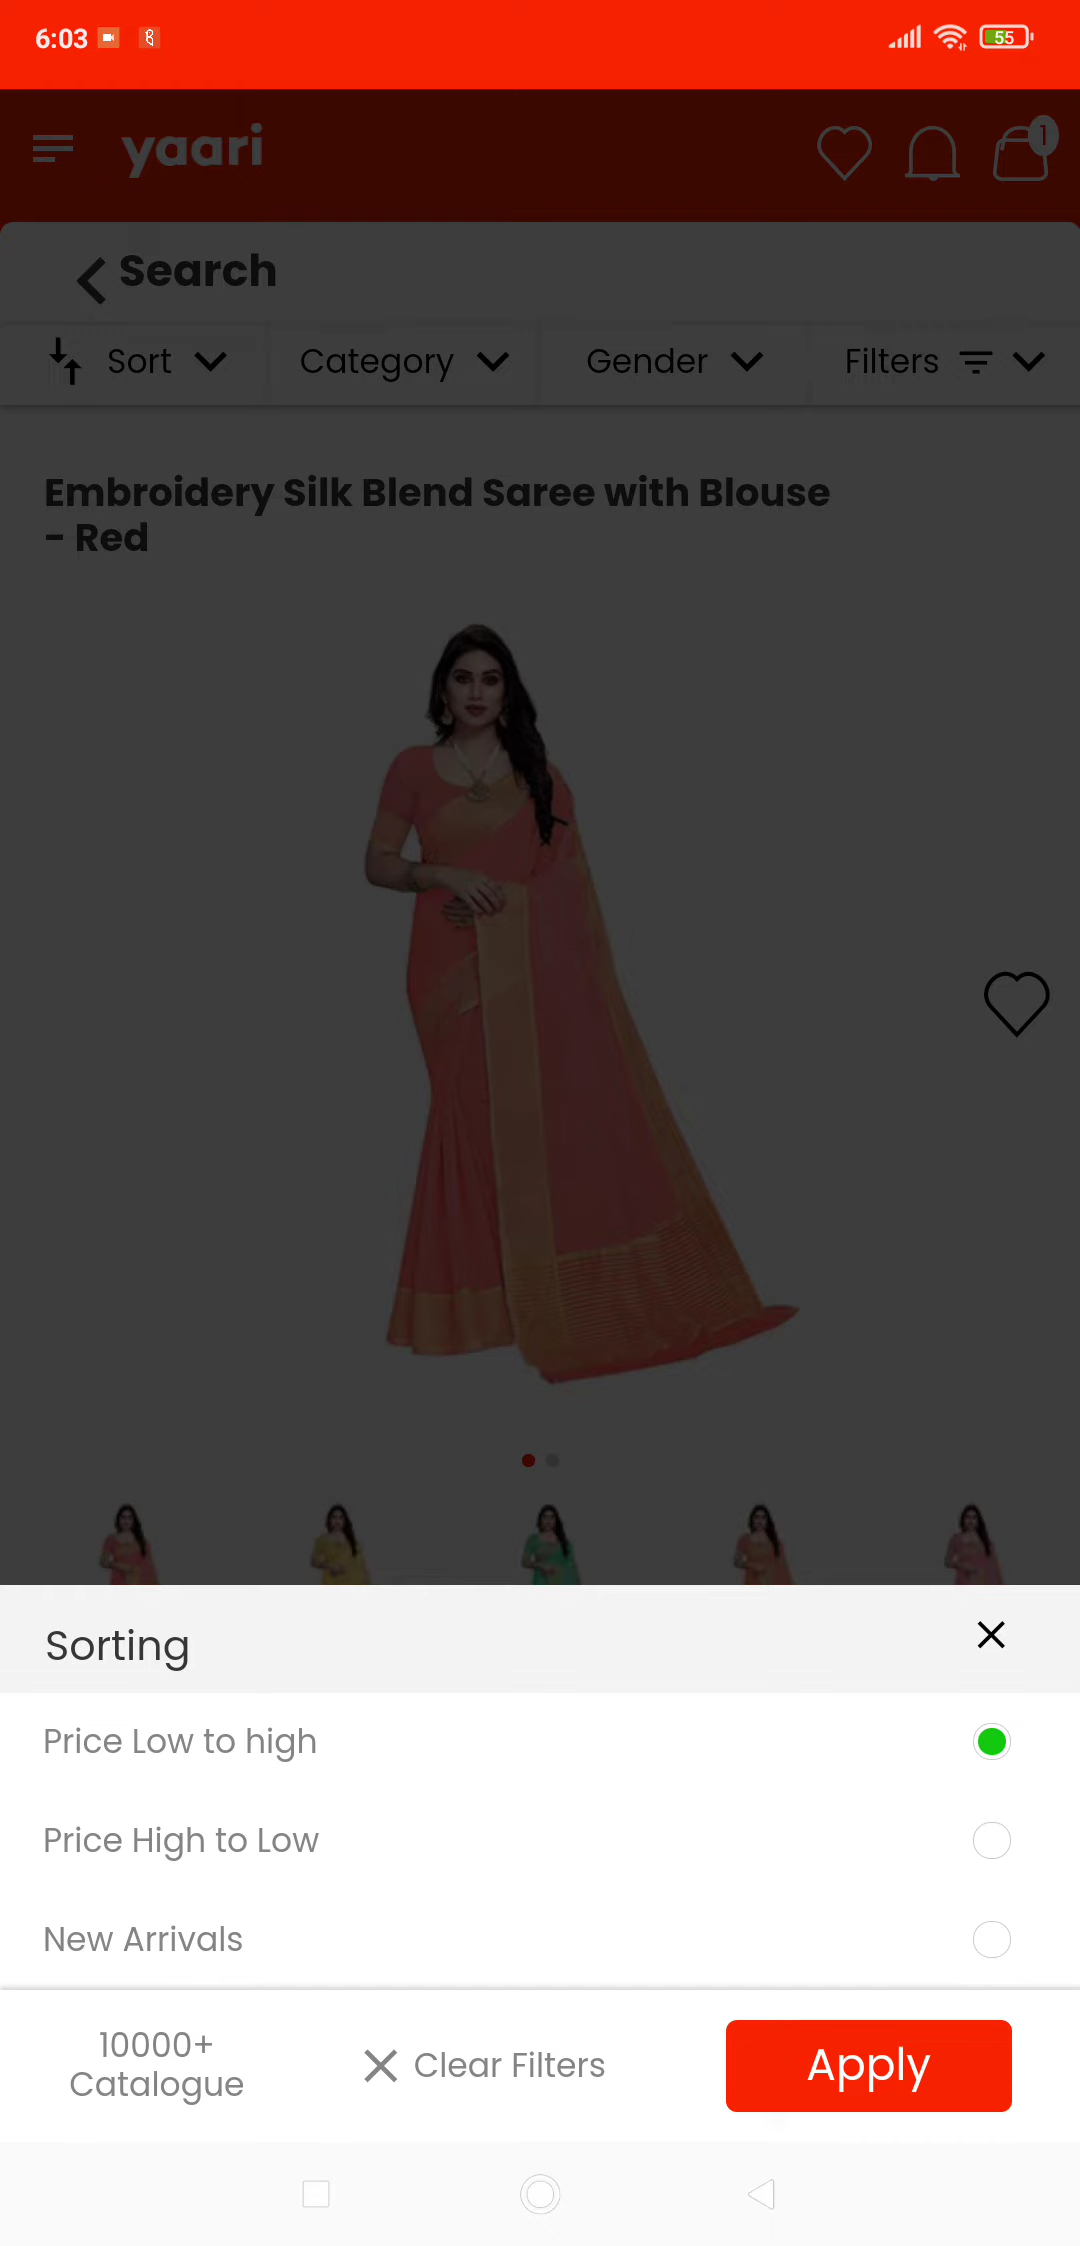 6:03
55
yaari
1
Search
Sort Category Gender Filters
Embroidery Silk Blend Saree with Blouse
- Red
Sorting
Price Low to high
Price High to Low
New Arrivals
10000+
Catalogue
Clear Filters
Apply